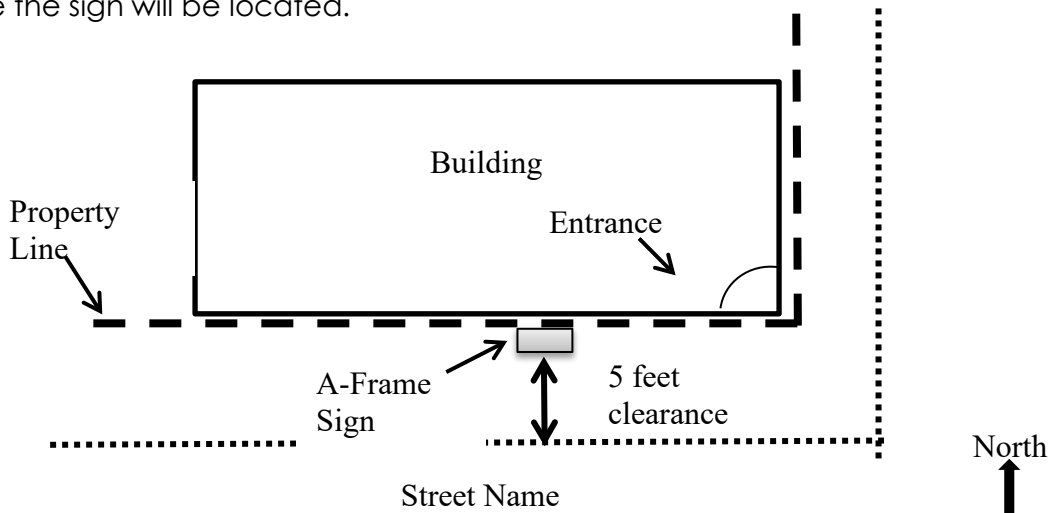 the sign will be located.
Building
Entrance
Property
Line
A-Frame
Sign
5 feet
clearance
North
Street Name